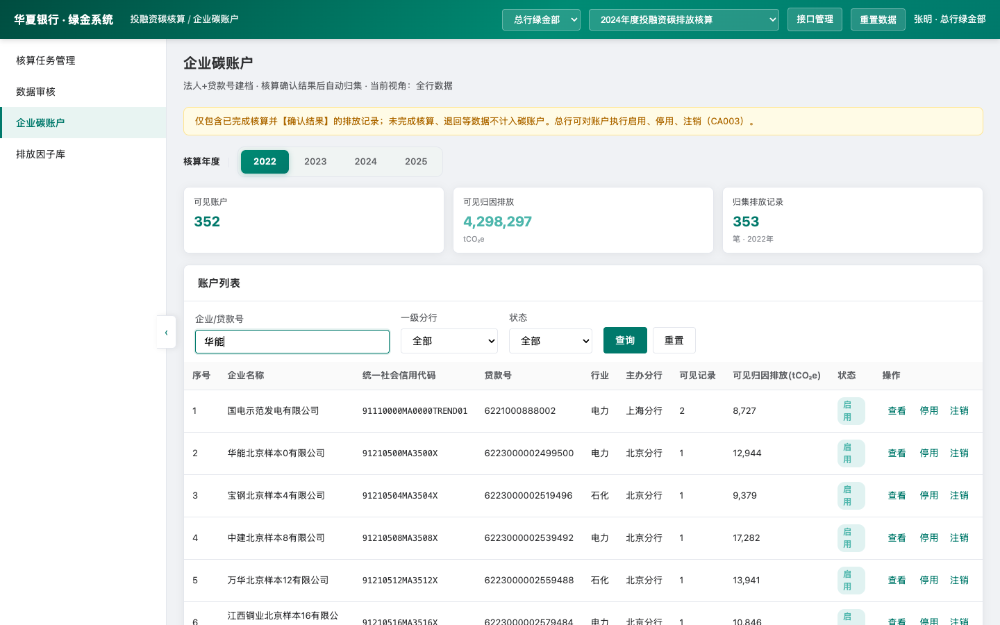 华夏银行 · 绿金系统 投融资碳核算 / 企业碳账户 总行绿金部 2024年度投融资碳排放核算 接口管理 重置数据 张明 · 总行绿金部
核算任务管理
数据审核
企业碳账户
排放因子库
‹
企业碳账户
法人+贷款号建档 · 核算确认结果后自动归集 · 当前视角：全行数据
仅包含已完成核算并【确认结果】的排放记录；未完成核算、退回等数据不计入碳账户。总行可对账户执行启用、停用、注销（CA003）。
核算年度 2022 2023 2024 2025
可见账户
352
可见归因排放
4,298,297
tCO₂e
归集排放记录
353
笔 · 2022年
账户列表
企业/贷款号 一级分行 状态
华能 全部 全部 查询 重置
序号 企业名称 统一社会信用代码 贷款号 行业 主办分行 可见记录 可见归因排放(tCO₂e) 状态 操作
1 国电示范发电有限公司 91110000MA0000TREND01 6221000888002 电力 上海分行 2 8,727 启用 查看 停用 注销
2 华能北京样本0有限公司 91210500MA3500X 6223000002499500 电力 北京分行 1 12,944 启用 查看 停用 注销
3 宝钢北京样本4有限公司 91210504MA3504X 6223000002519496 石化 北京分行 1 9,379 启用 查看 停用 注销
4 中建北京样本8有限公司 91210508MA3508X 6223000002539492 电力 北京分行 1 17,282 启用 查看 停用 注销
5 万华北京样本12有限公司 91210512MA3512X 6223000002559488 石化 北京分行 1 13,941 启用 查看 停用 注销
6 江西铜业北京样本16有限公 91210516MA3516X 6223000002579484 电力 北京分行 1 10,846 启 查看 停用 注销